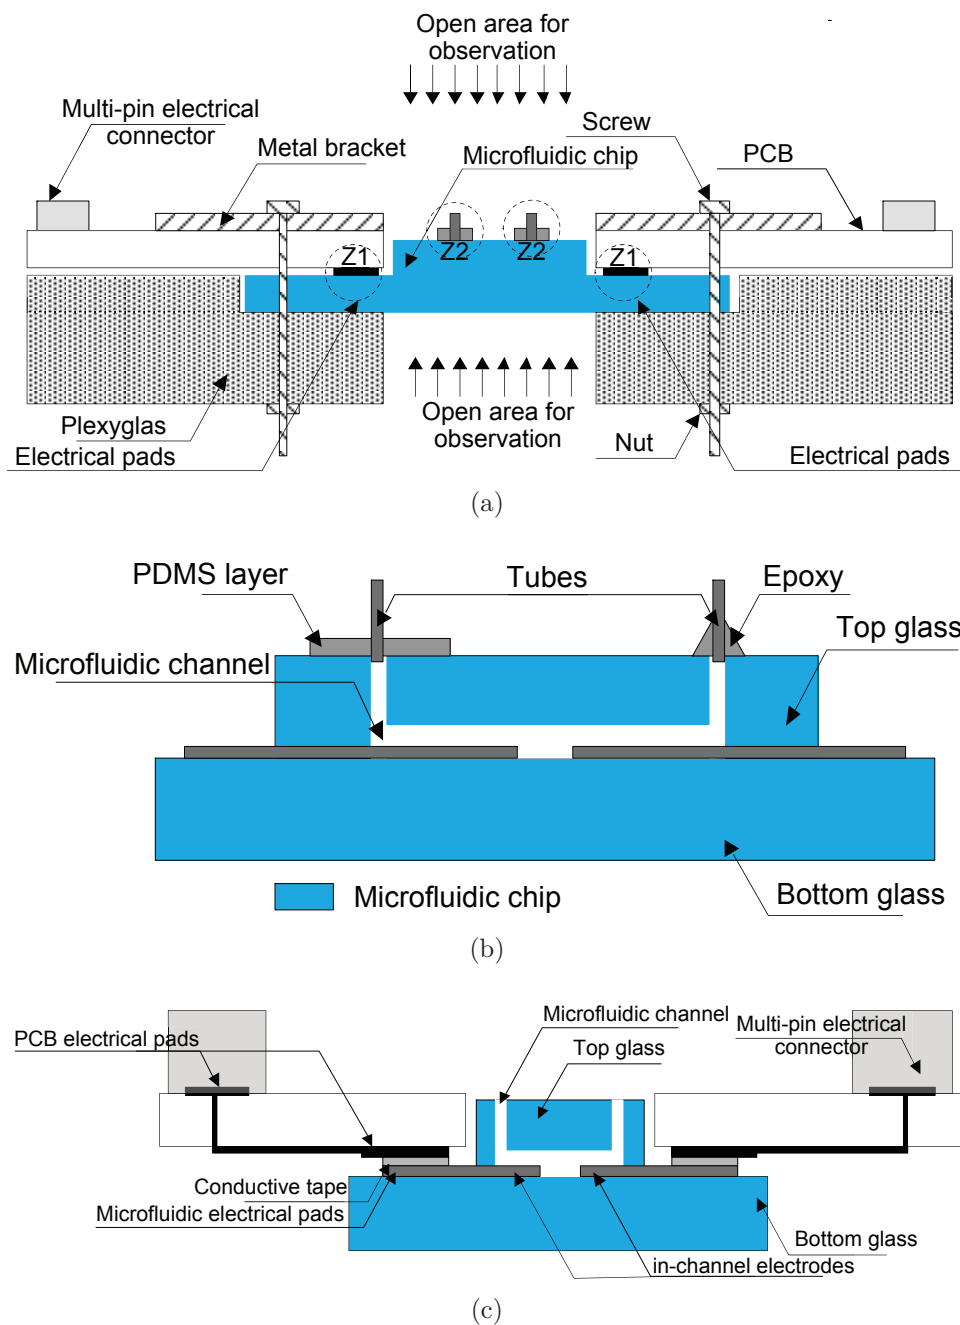 Open area for
observation
Multi-pin electrical
connector
Metal bracket
Microfluidic chip
Screw
PCB
Z1
Z2
Z2
Z1
Plexyglas
Electrical pads
Open area for
observation
Nut
Electrical pads
(a)
PDMS layer
Tubes
Epoxy
Top glass
Microfluidic channel
Bottom glass
Microfluidic chip
(b)
Microfluidic channel
PCB electrical pads
Top glass
Multi-pin electrical
connector
Conductive tape
Microfluidic electrical pads
Bottom glass
in-channel electrodes
(c)